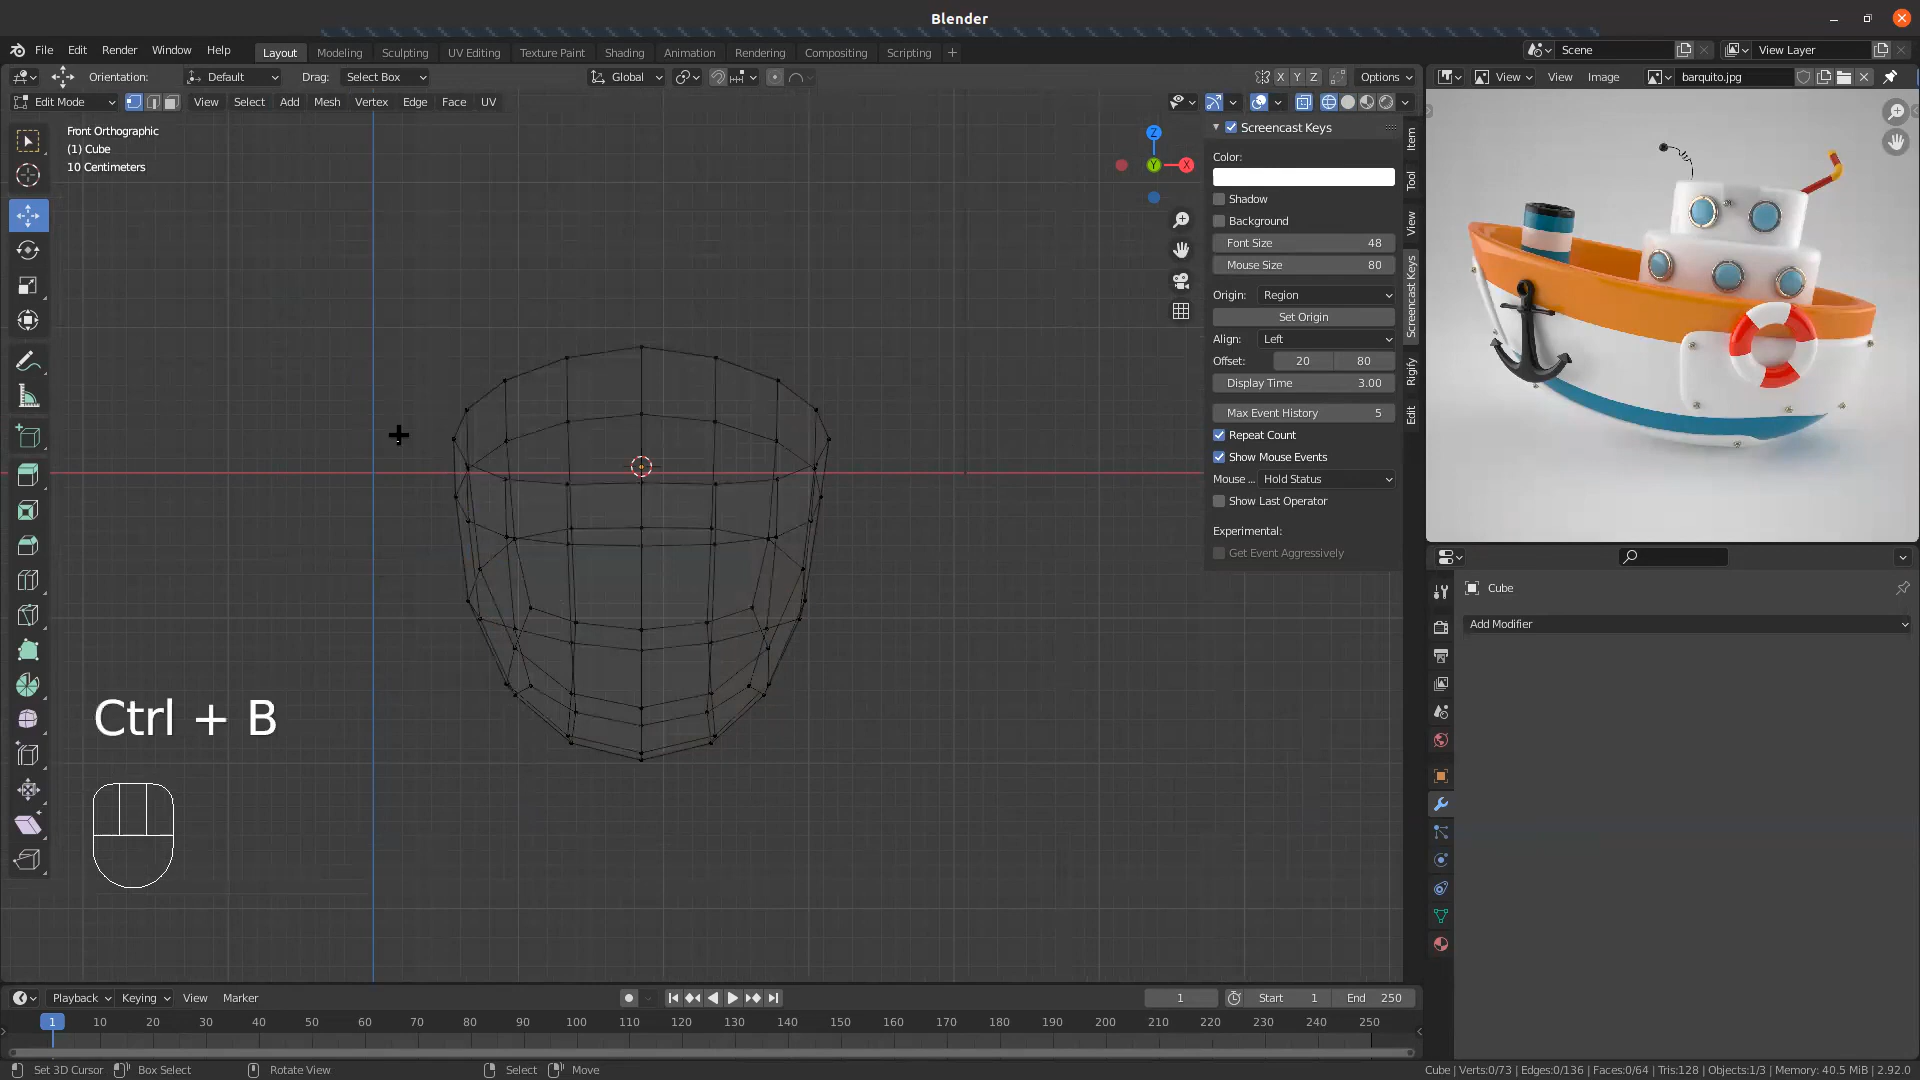 Blender
File Edit Render Window Help
Layout Modeling Sculpting UV Editing Texture Paint Shading Animation Rendering Compositing Scripting +
Scene
View Layer
Orientation: Default Drag: Select Box
Global
X Y Z Options
View View Image barquito.jpg
Edit Mode View Select Add Mesh Vertex Edge Face UV
Front Orthographic
(1) Cube
10 Centimeters
Z
Y
X
Screencast Keys
Color:
Shadow
Background
Font Size 48
Mouse Size 80
Origin: Region
Set Origin
Align: Left
Offset: 20 80
Display Time 3.00
Max Event History 5
Repeat Count
Show Mouse Events
Mouse ... Hold Status
Show Last Operator
Experimental:
Get Event Aggressively
Item
Tool
View
Screencast Keys
Rigify
Edit
Cube
Add Modifier
Ctrl + B
Playback Keying View Marker
1 Start 1 End 250
1 10 20 30 40 50 60 70 80 90 100 110 120 130 140 150 160 170 180 190 200 210 220 230 240 250
Set 3D Cursor Box Select Rotate View Select Move
Cube | Verts:0/73 | Edges:0/136 | Faces:0/64 | Tris:128 | Objects:1/3 | Memory: 40.5 MiB | 2.92.0